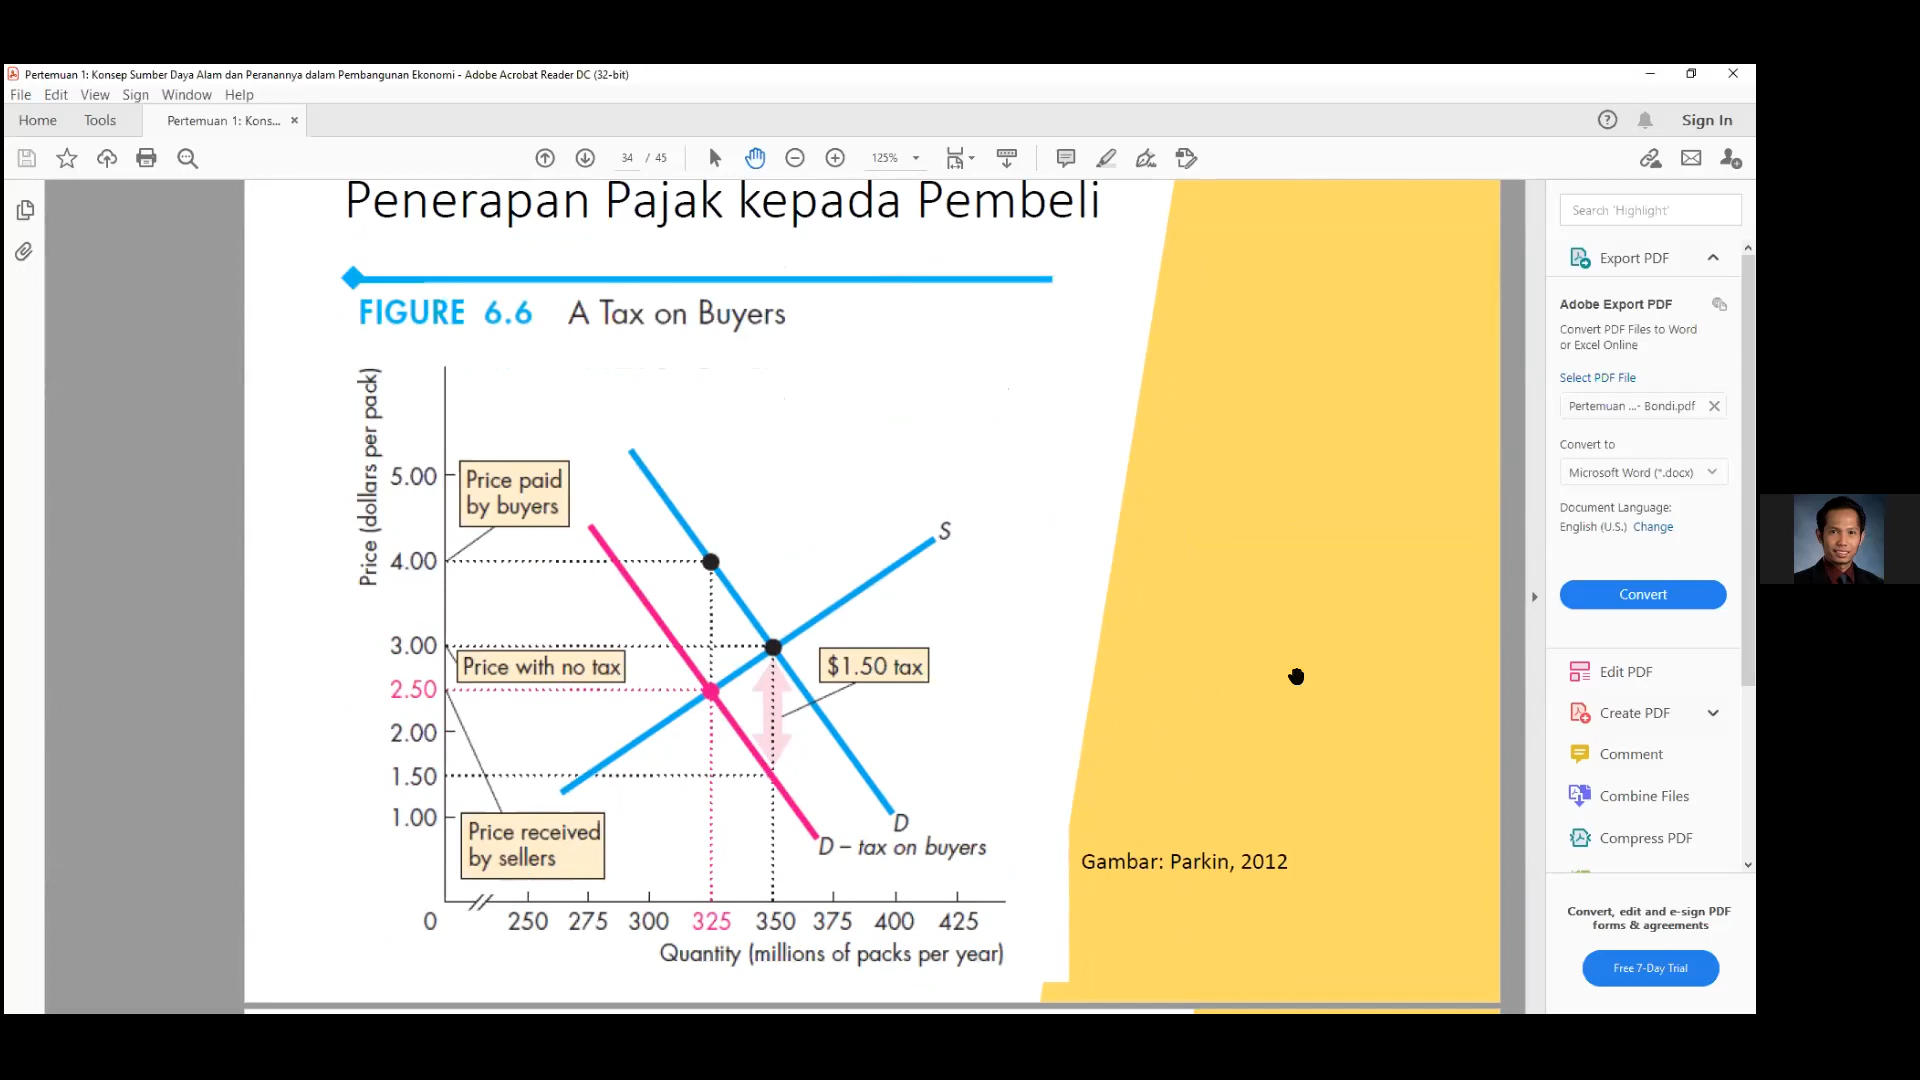 Pertemuan 1: Konsep Sumber Daya Alam dan Peranannya dalam Pembangunan Ekonomi - Adobe Acrobat Reader DC (32-bit)
File Edit View Sign Window Help
Home Tools Pertemuan 1: Kons... Sign In
34 / 45 125%
Penerapan Pajak kepada Pembeli
FIGURE 6.6 A Tax on Buyers
Price (dollars per pack)
5.00
4.00
3.00
2.50
2.00
1.50
1.00
Price paid
by buyers
Price with no tax
Price received
by sellers
S
$1.50 tax
D
D – tax on buyers
0 250 275 300 325 350 375 400 425
Quantity (millions of packs per year)
Gambar: Parkin, 2012
Search 'Highlight'
Export PDF
Adobe Export PDF
Convert PDF Files to Word
or Excel Online
Select PDF File
Pertemuan ...- Bondi.pdf
Convert to
Microsoft Word (*.docx)
Document Language:
English (U.S.) Change
Convert
Edit PDF
Create PDF
Comment
Combine Files
Compress PDF
Convert, edit and e-sign PDF
forms & agreements
Free 7-Day Trial